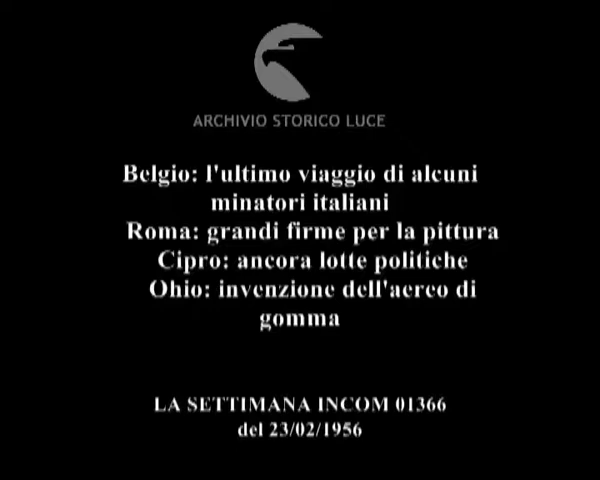 ARCHIVIO STORICO LUCE
Belgio: l'ultimo viaggio di alcuni
minatori italiani
Roma: grandi firme per la pittura
Cipro: ancora lotte politiche
Ohio: invenzione dell'aereo di
gomma
LA SETTIMANA INCOM 01366
del 23/02/1956